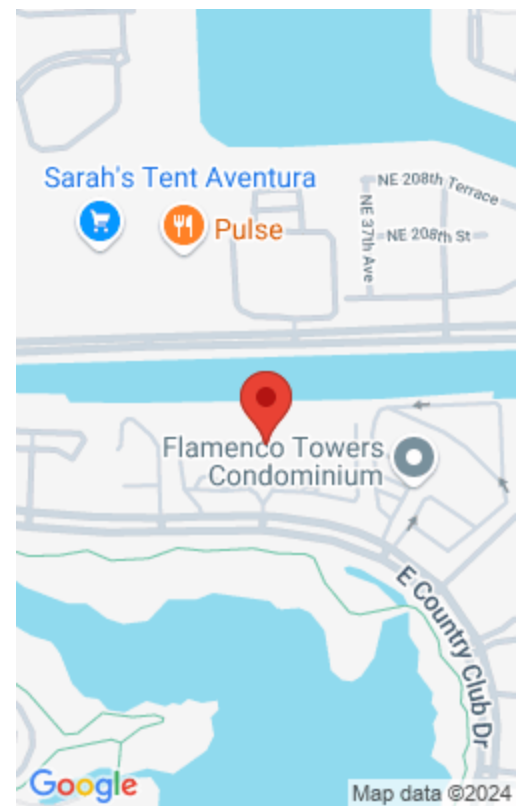 Sarah's Tent Aventura
Pulse
NE 208th Terrace
NE 37th Ave
NE 208th St
Flamenco Towers
Condominium
E Country Club Dr
Google
Map data ©2024